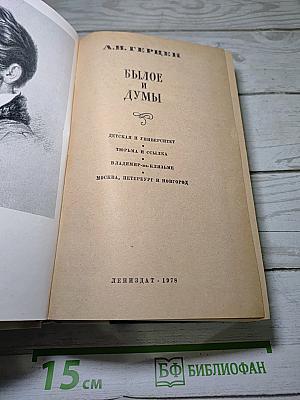 А.И. ГЕРЦЕН
БЫЛОЕ
И
ДУМЫ
ДЕТСКАЯ И УНИВЕРСИТЕТ
•
ТЮРЬМА И ССЫЛКА
•
ВЛАДИМИР-на-КЛЯЗЬМЕ
•
МОСКВА, ПЕТЕРБУРГ И НОВГОРОД
ЛЕНИЗДАТ · 1978
15 см
БФ БИБЛИОФАН